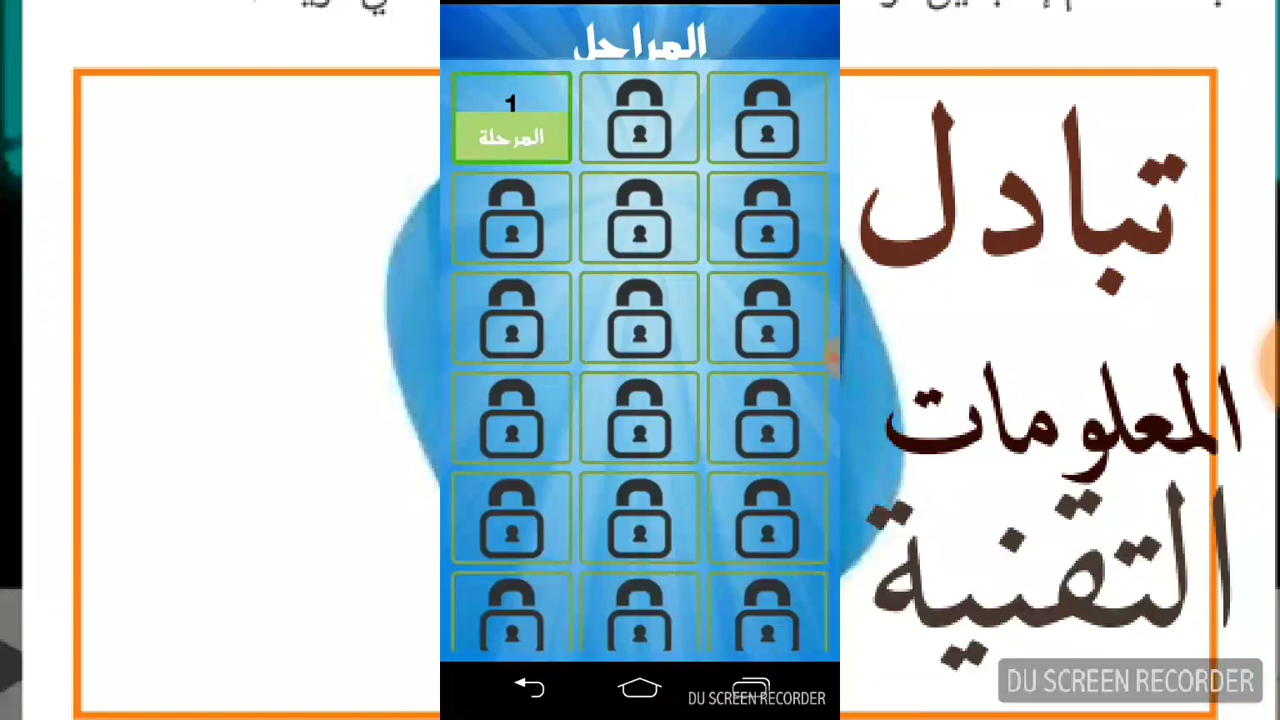 المراحل
1
المرحلة
تبادل
المعلومات
التقنية
DU SCREEN RECORDER
DU SCREEN RECORDER